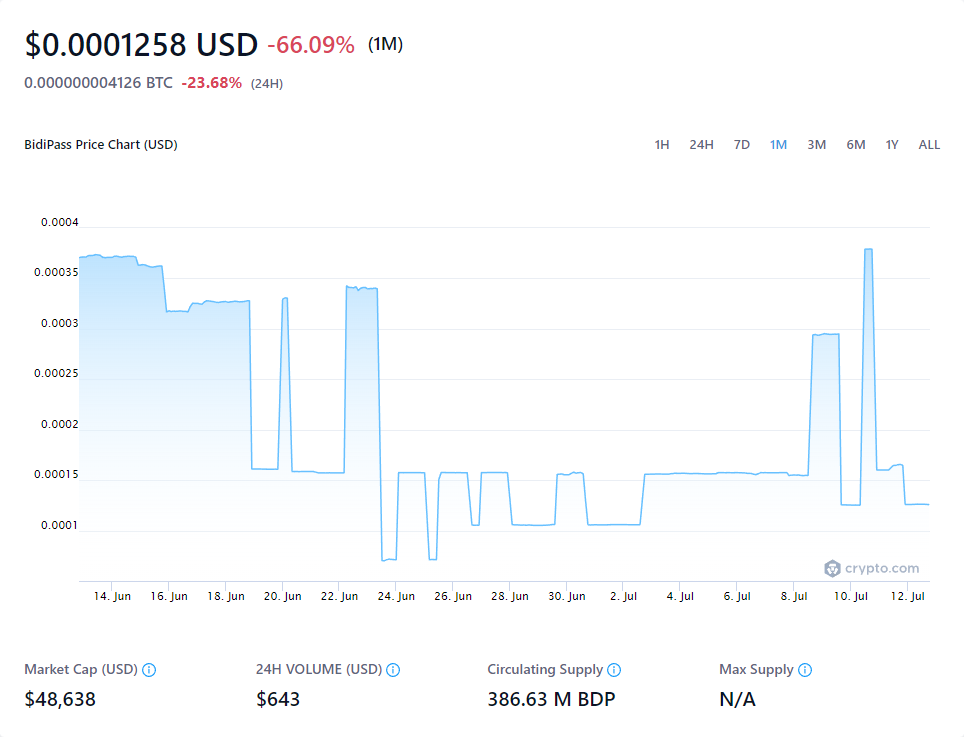 $0.0001258 USD -66.09% (1M)
0.000000004126 BTC -23.68% (24H)
BidiPass Price Chart (USD) 1H 24H 7D 1M 3M 6M 1Y ALL
0.0004
0.00035
0.0003
0.00025
0.0002
0.00015
0.0001
crypto.com
14. Jun 16. Jun 18. Jun 20. Jun 22. Jun 24. Jun 26. Jun 28. Jun 30. Jun 2. Jul 4. Jul 6. Jul 8. Jul 10. Jul 12. Jul
Market Cap (USD) 24H VOLUME (USD) Circulating Supply Max Supply
$48,638 $643 386.63 M BDP N/A